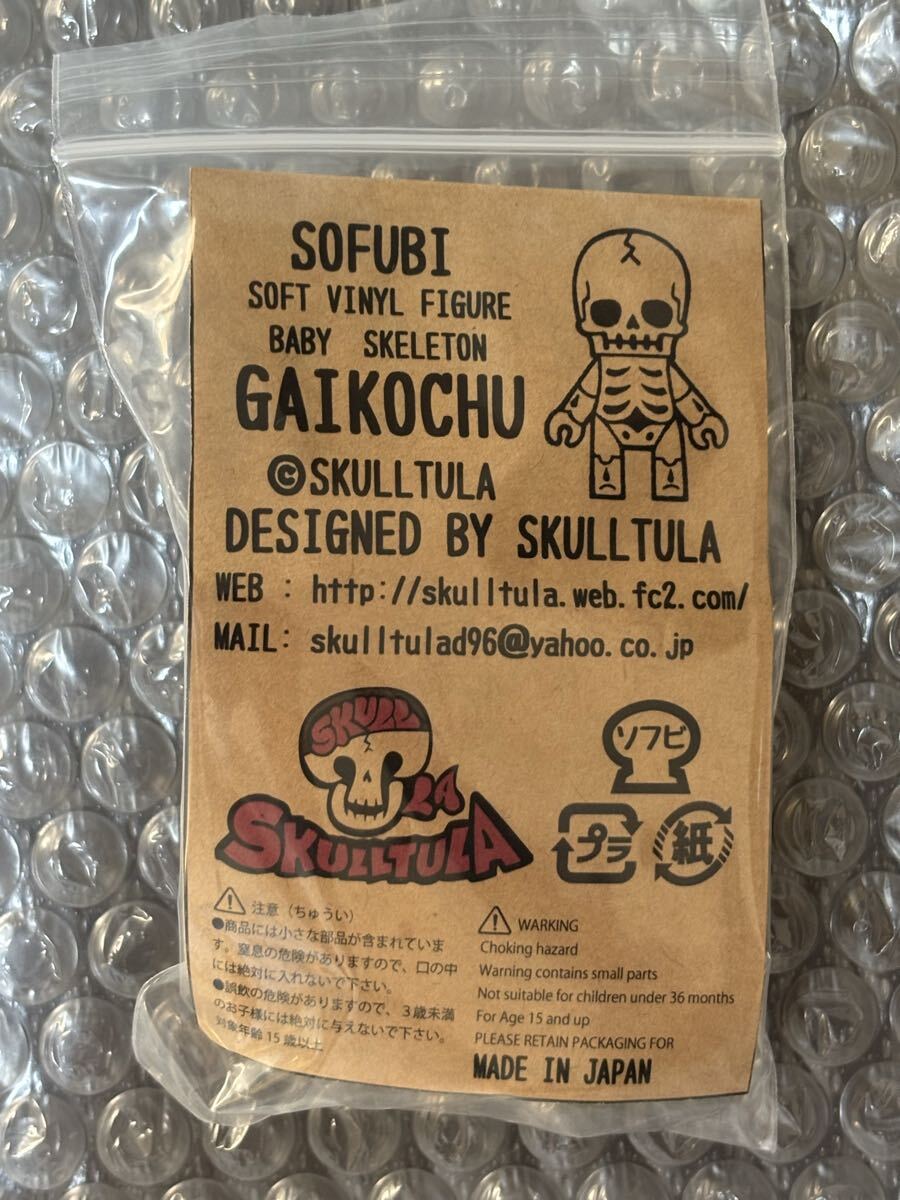 SOFUBI
SOFT VINYL FIGURE
BABY SKELETON
GAIKOCHU
©SKULLTULA
DESIGNED BY SKULLTULA
WEB : http://skulltula.web.fc2.com/
MAIL: skulltulad96@yahoo.co.jp
SKULL
SKULLTULA
ソフビ
プラ
紙
注意（ちゅうい）
●商品には小さな部品が含まれていま
す。窒息の危険がありますので、口の中
には絶対に入れないで下さい。
●誤飲の危険がありますので、３歳未満
のお子様には絶対に与えないで下さい。
対象年齢15歳以上
WARNING
Choking hazard
Warning contains small parts
Not suitable for children under 36 months
For Age 15 and up
PLEASE RETAIN PACKAGING FOR
MADE IN JAPAN